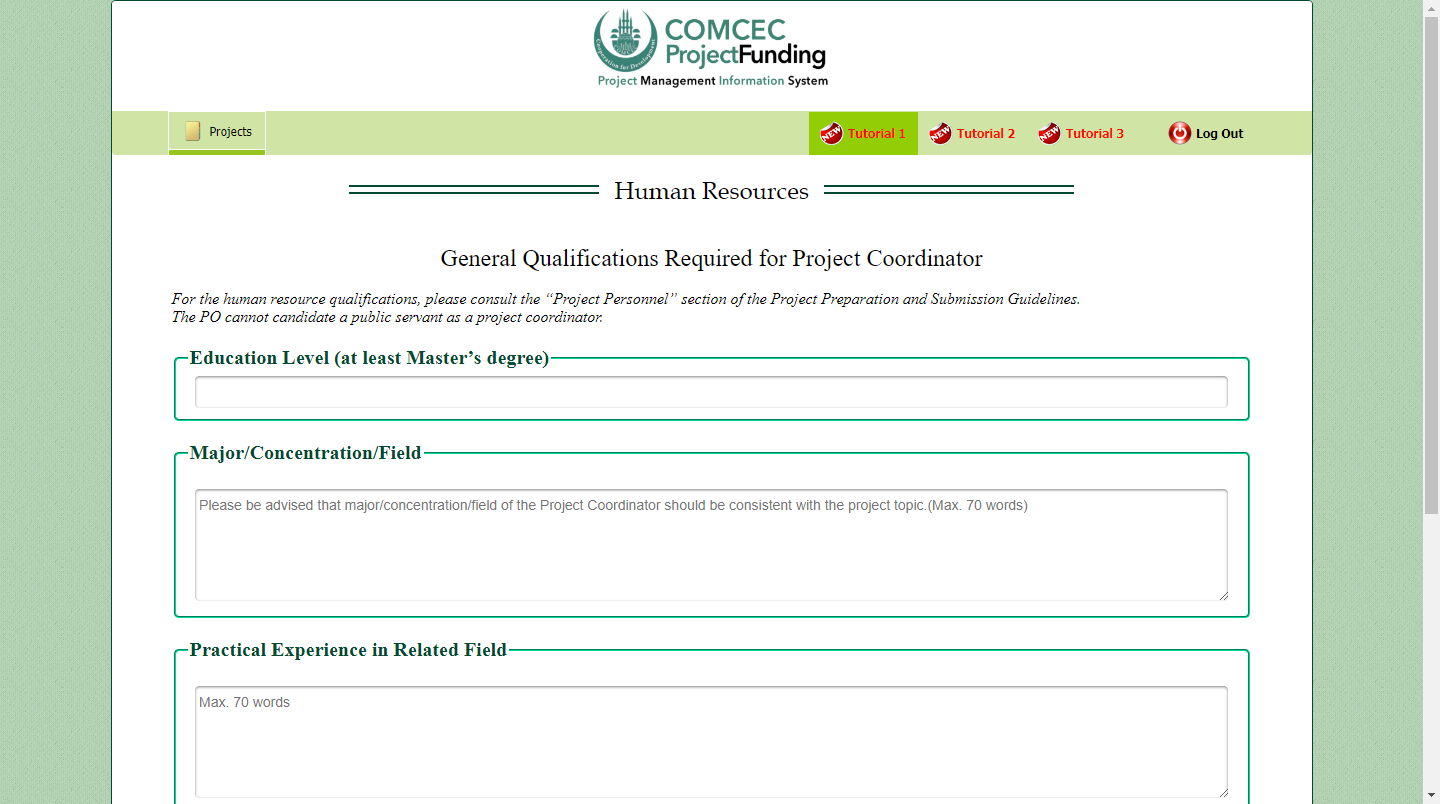 COMCEC
ProjectFunding
Cooperation for Development
Project Management Information System
Projects
NEW Tutorial 1
NEW Tutorial 2
NEW Tutorial 3
Log Out
Human Resources
General Qualifications Required for Project Coordinator
For the human resource qualifications, please consult the “Project Personnel” section of the Project Preparation and Submission Guidelines.
The PO cannot candidate a public servant as a project coordinator.
Education Level (at least Master’s degree)
Major/Concentration/Field
Please be advised that major/concentration/field of the Project Coordinator should be consistent with the project topic.(Max. 70 words)
Practical Experience in Related Field
Max. 70 words